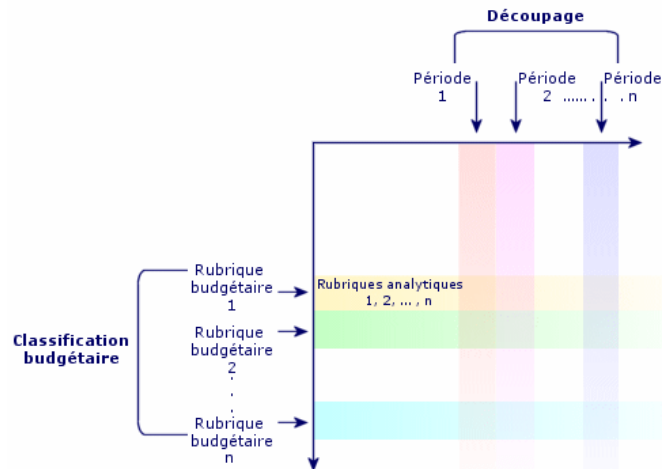 Découpage
Période
1
Période
2 ...... . . . n
Période
Rubrique
budgétaire
1
Rubriques analytiques
1, 2, ... , n
Classification
budgétaire
Rubrique
budgétaire
2
.
.
.
Rubrique
budgétaire
n